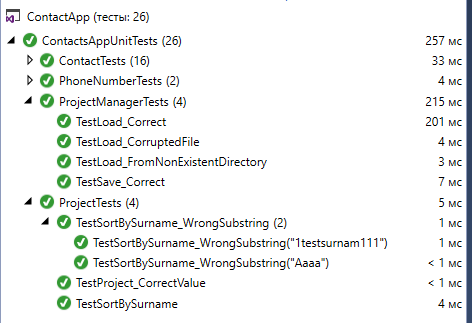 ContactApp (тесты: 26)
ContactsAppUnitTests (26) 257 мс
ContactTests (16) 33 мс
PhoneNumberTests (2) 4 мс
ProjectManagerTests (4) 215 мс
TestLoad_Correct 201 мс
TestLoad_CorruptedFile 4 мс
TestLoad_FromNonExistentDirectory 3 мс
TestSave_Correct 7 мс
ProjectTests (4) 5 мс
TestSortBySurname_WrongSubstring (2) 1 мс
TestSortBySurname_WrongSubstring("1testsurnam111") 1 мс
TestSortBySurname_WrongSubstring("Aaaa") < 1 мс
TestProject_CorrectValue < 1 мс
TestSortBySurname 4 мс